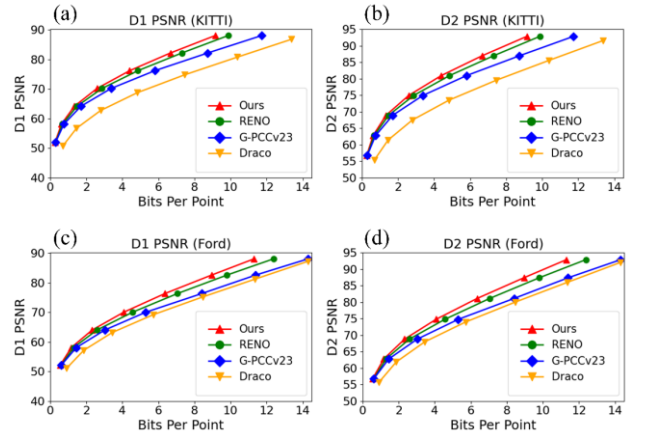 (a) (b)
D1 PSNR (KITTI) D2 PSNR (KITTI)
D1 PSNR
90
80
70
60
50
40
Ours
RENO
G-PCCv23
Draco
0 2 4 6 8 10 12 14
Bits Per Point
D2 PSNR
95
90
85
80
75
70
65
60
55
50
Ours
RENO
G-PCCv23
Draco
0 2 4 6 8 10 12 14
Bits Per Point
(c) (d)
D1 PSNR (Ford) D2 PSNR (Ford)
D1 PSNR
90
80
70
60
50
40
Ours
RENO
G-PCCv23
Draco
0 2 4 6 8 10 12 14
Bits Per Point
D2 PSNR
95
90
85
80
75
70
65
60
55
50
Ours
RENO
G-PCCv23
Draco
0 2 4 6 8 10 12 14
Bits Per Point